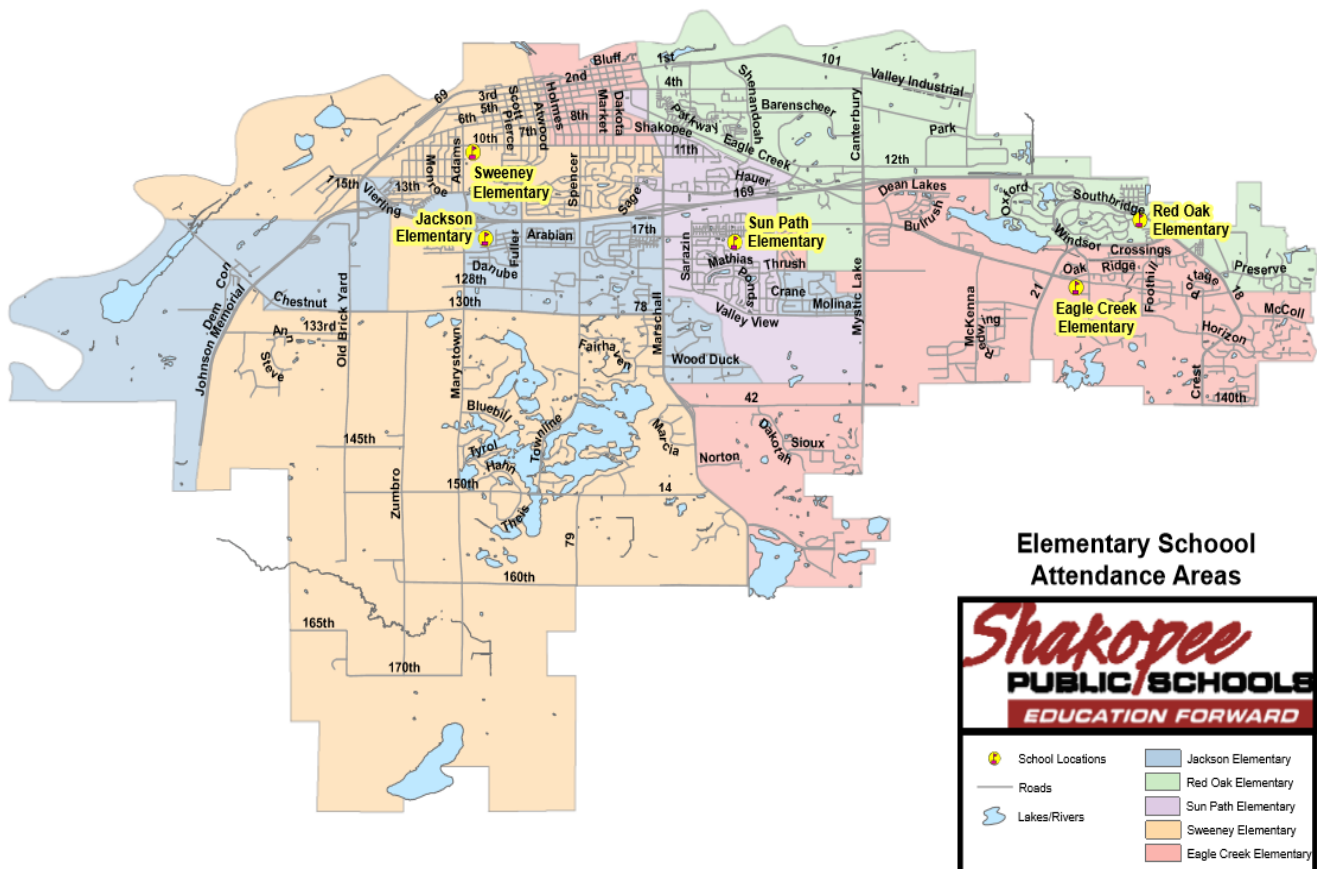 Bluff
1st
101
2nd
Valley Industrial
69
3rd
5th
6th
Scott
Pierce
Atwood
Holmes
7th
8th
Market
Dakota
4th
Shenandoah
Parkway
Barenscheer
Canterbury
Park
Shakopee
11th
Eagle Creek
12th
10th
Adams
Monroe
13th
15th
Vierling
Sweeney
Elementary
Spencer
Sage
Hauer
169
Dean Lakes
Bulrush
Oxford
Southbridge
Windsor
Red Oak
Elementary
Jackson
Elementary
Fuller
Arabian
17th
Sarazin
Sun Path
Elementary
Mathias
Ponds
Thrush
Crane
Molina
Mystic Lake
Crossings
Oak
Ridge
Foothill
Portage
Preserve
18
21
Eagle Creek
Elementary
McKenna
Redwing
Horizon
McColl
Crest
140th
Dem Con
Johnson Memorial
Chestnut
Old Brick Yard
133rd
Ann
Steve
Danube
128th
130th
78
Marschall
Valley View
Wood Duck
Marystown
Fairhaven
42
Bluebill
Tyrol
Townline
Hahn
Marcia
Dakotah
Sioux
Norton
145th
150th
14
Zumbro
Theis
79
160th
165th
170th
Elementary Schoool
Attendance Areas
Shakopee
PUBLIC SCHOOLS
EDUCATION FORWARD
School Locations
Roads
Lakes/Rivers
Jackson Elementary
Red Oak Elementary
Sun Path Elementary
Sweeney Elementary
Eagle Creek Elementary